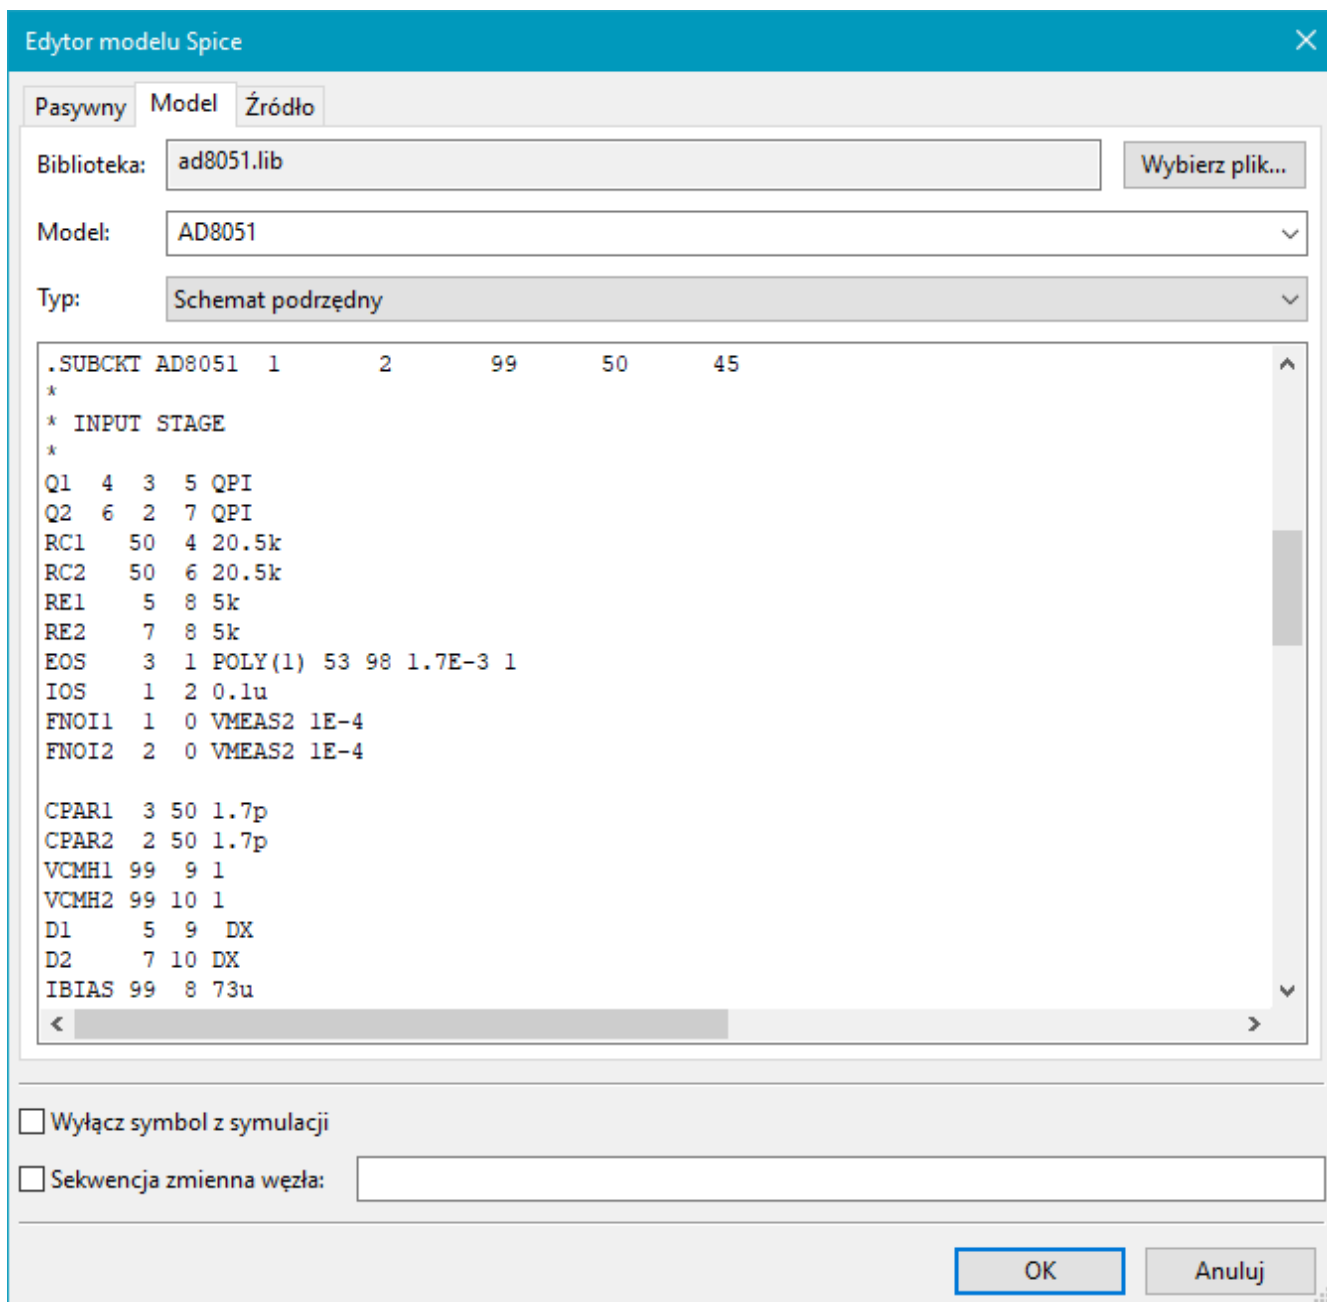 Edytor modelu Spice
Pasywny Model Źródło
Biblioteka: ad8051.lib Wybierz plik...
Model: AD8051
Typ: Schemat podrzędny
.SUBCKT AD8051 1 2 99 50 45
*
* INPUT STAGE
*
Q1 4 3 5 QPI
Q2 6 2 7 QPI
RC1 50 4 20.5k
RC2 50 6 20.5k
RE1 5 8 5k
RE2 7 8 5k
EOS 3 1 POLY(1) 53 98 1.7E-3 1
IOS 1 2 0.1u
FNOI1 1 0 VMEAS2 1E-4
FNOI2 2 0 VMEAS2 1E-4
CPAR1 3 50 1.7p
CPAR2 2 50 1.7p
VCMH1 99 9 1
VCMH2 99 10 1
D1 5 9 DX
D2 7 10 DX
IBIAS 99 8 73u
Wyłącz symbol z symulacji
Sekwencja zmienna węzła:
OK Anuluj